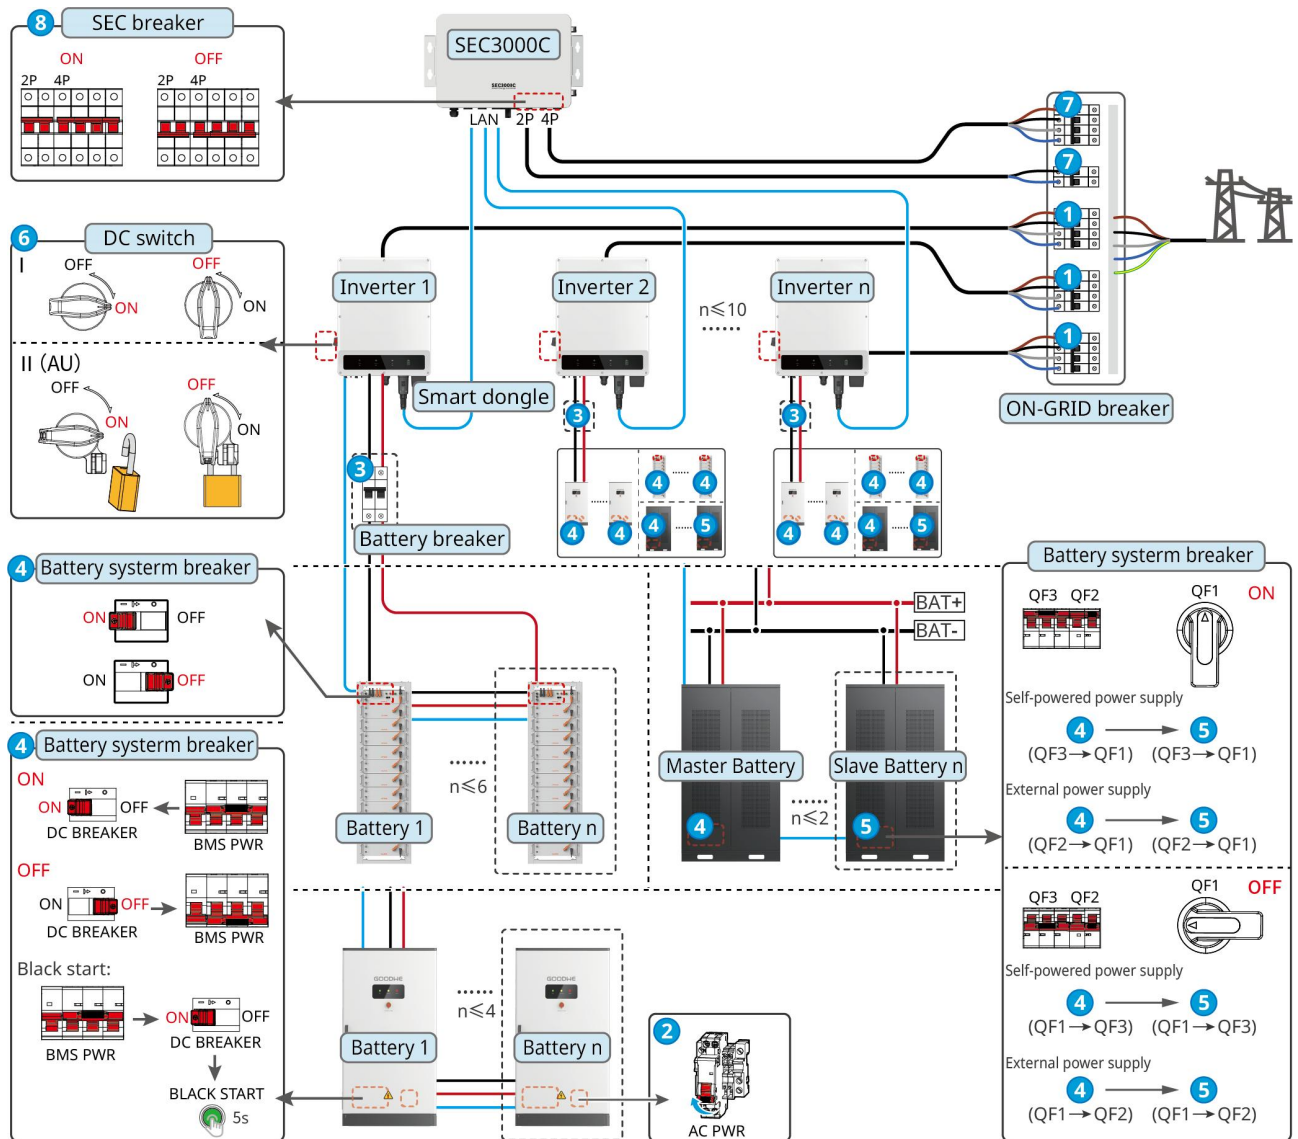 8 SEC breaker
ON OFF
2P 4P 2P 4P
SEC3000C
SEC3000C
LAN 2P 4P
7
7
1
1
1
ON-GRID breaker
6 DC switch
I
OFF OFF
ON ON
II (AU)
OFF OFF
ON ON
Inverter 1
Inverter 2
n≤10
Inverter n
Smart dongle
3
Battery breaker
3
3
4 4
4 4 4 5
4 4
4 4 4 5
4 Battery systerm breaker
ON OFF
ON OFF
4 Battery systerm breaker
ON
ON OFF
DC BREAKER
BMS PWR
OFF
ON OFF
DC BREAKER
BMS PWR
Black start:
BMS PWR
ON OFF
DC BREAKER
BLACK START
5s
Battery 1
n≤6
Battery n
BAT+
BAT-
Master Battery
Slave Battery n
n≤2
4
5
GOODWE
GOODWE
n≤4
Battery 1
Battery n
2
AC PWR
Battery systerm breaker
QF3 QF2 QF1 ON
Self-powered power supply
4 5
(QF3→QF1) (QF3→QF1)
External power supply
4 5
(QF2→QF1) (QF2→QF1)
QF3 QF2 QF1 OFF
Self-powered power supply
4 5
(QF1→QF3) (QF1→QF3)
External power supply
4 5
(QF1→QF2) (QF1→QF2)